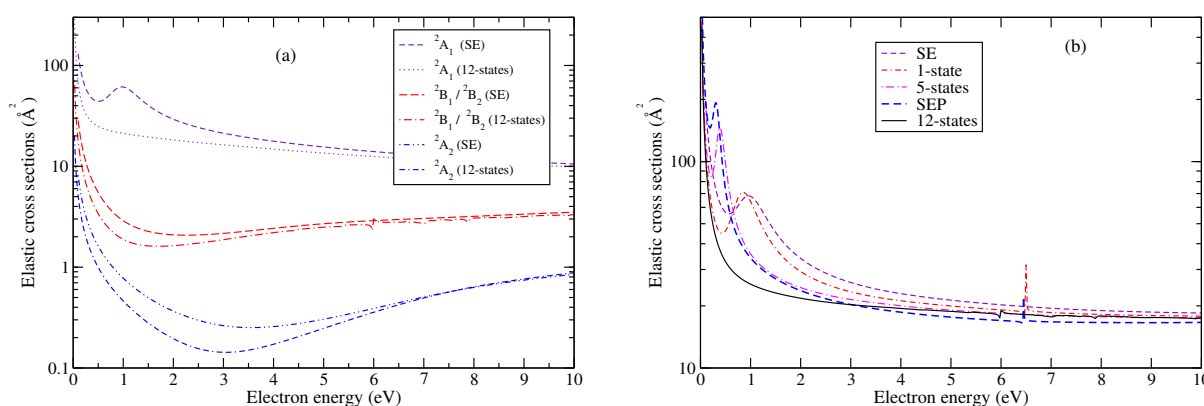 (a)
100
10
1
0.1
Elastic cross sections (Å²)
²A₁ (SE)
²A₁ (12-states)
²B₁ / ²B₂ (SE)
²B₁ / ²B₂ (12-states)
²A₂ (SE)
²A₂ (12-states)
0 1 2 3 4 5 6 7 8 9 10
Electron energy (eV)
(b)
100
10
Elastic cross sections (Å²)
SE
1-state
5-states
SEP
12-states
0 1 2 3 4 5 6 7 8 9 10
Electron energy (eV)